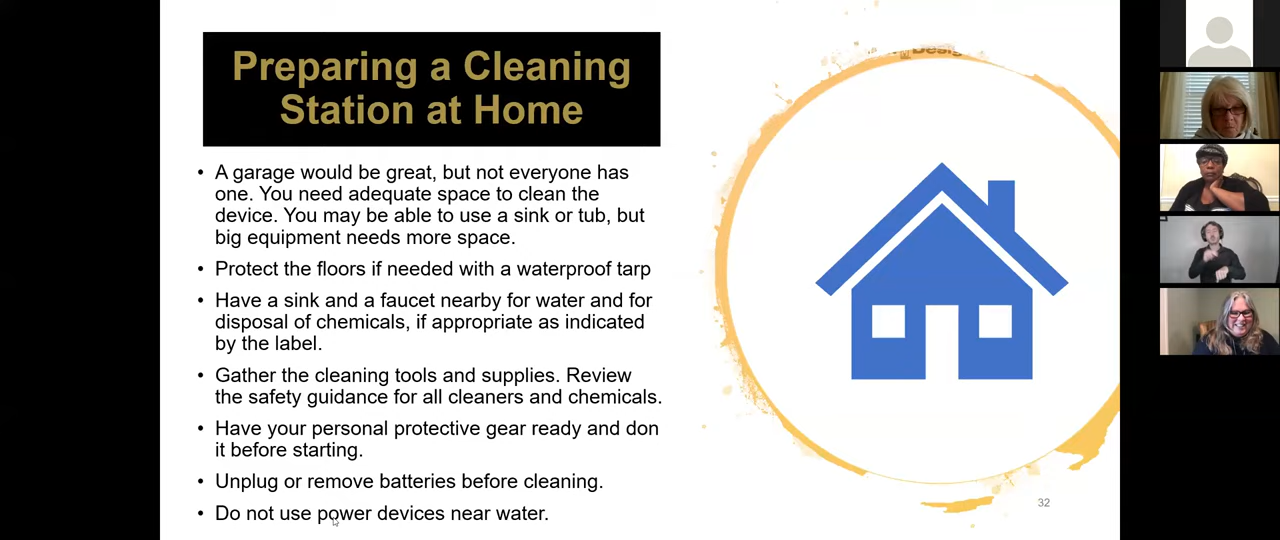 Preparing a Cleaning
Station at Home
• A garage would be great, but not everyone has
one. You need adequate space to clean the
device. You may be able to use a sink or tub, but
big equipment needs more space.
• Protect the floors if needed with a waterproof tarp
• Have a sink and a faucet nearby for water and for
disposal of chemicals, if appropriate as indicated
by the label.
• Gather the cleaning tools and supplies. Review
the safety guidance for all cleaners and chemicals.
• Have your personal protective gear ready and don
it before starting.
• Unplug or remove batteries before cleaning.
• Do not use power devices near water.
32